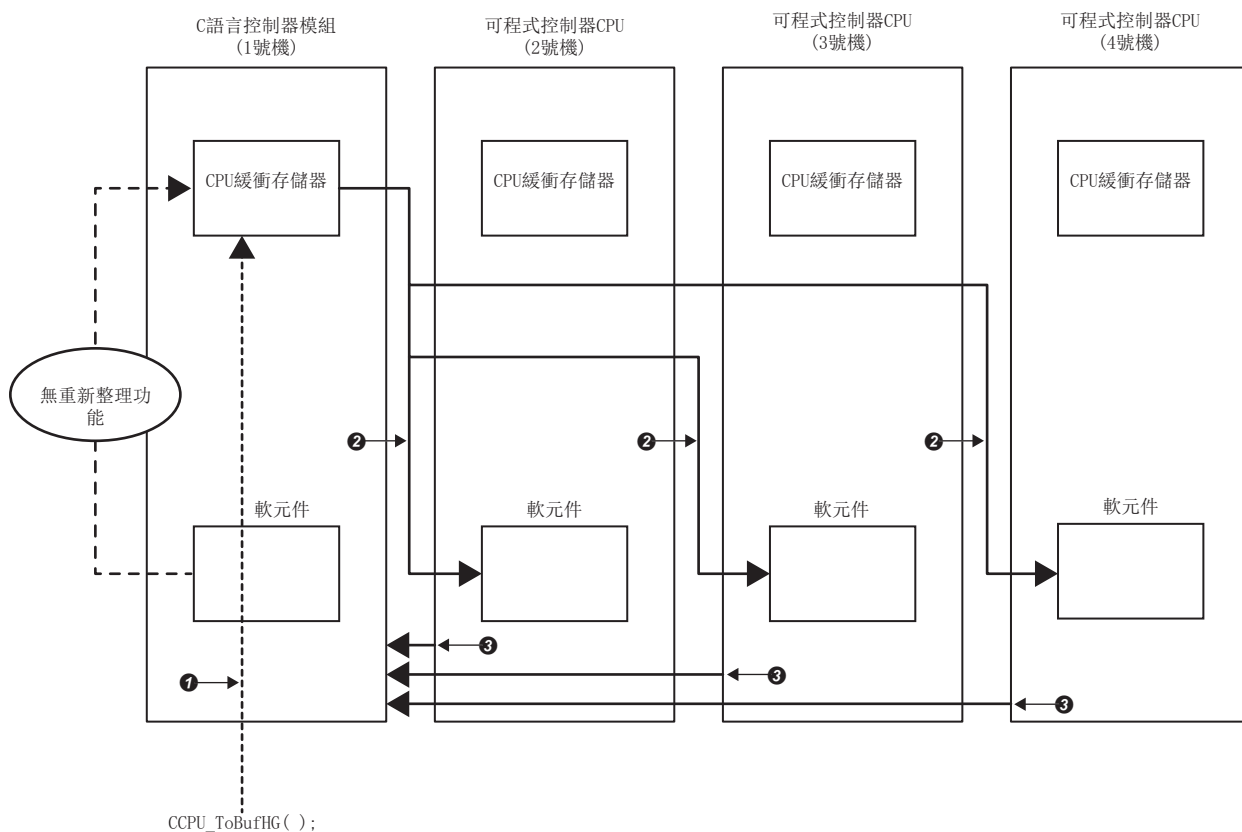 C語言控制器模組
(1號機)
可程式控制器CPU
(2號機)
可程式控制器CPU
(3號機)
可程式控制器CPU
(4號機)
CPU緩衝存儲器
CPU緩衝存儲器
CPU緩衝存儲器
CPU緩衝存儲器
無重新整理功
能
❷
❷
❷
軟元件
軟元件
軟元件
軟元件
❸
❶
❸
❸
CCPU_ToBufHG( );